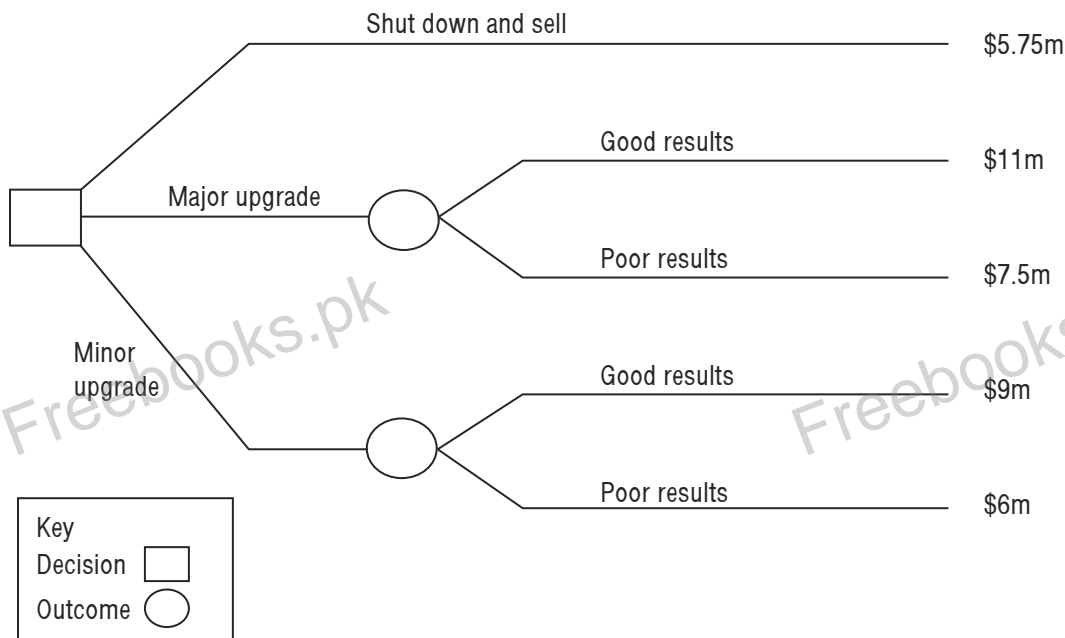 Shut down and sell
$5.75m
Good results
$11m
Major upgrade
Poor results
$7.5m
Minor
upgrade
Good results
$9m
Poor results
$6m
Key
Decision
Outcome
Freebooks.pk
Freebooks